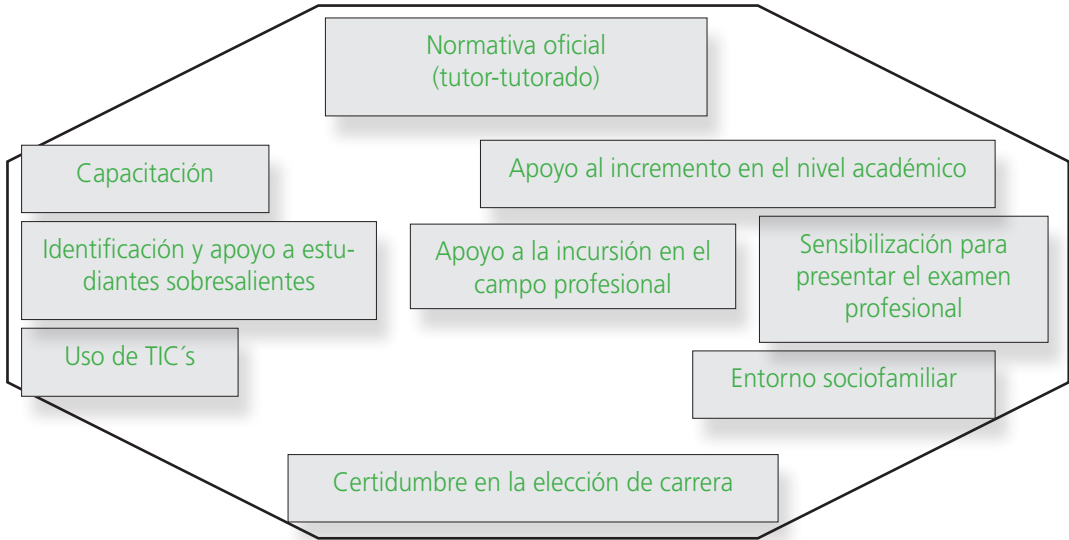 Normativa oficial
(tutor-tutorado)
Capacitación
Apoyo al incremento en el nivel académico
Identificación y apoyo a estu-
diantes sobresalientes
Apoyo a la incursión en el
campo profesional
Sensibilización para
presentar el examen
profesional
Uso de TIC´s
Entorno sociofamiliar
Certidumbre en la elección de carrera